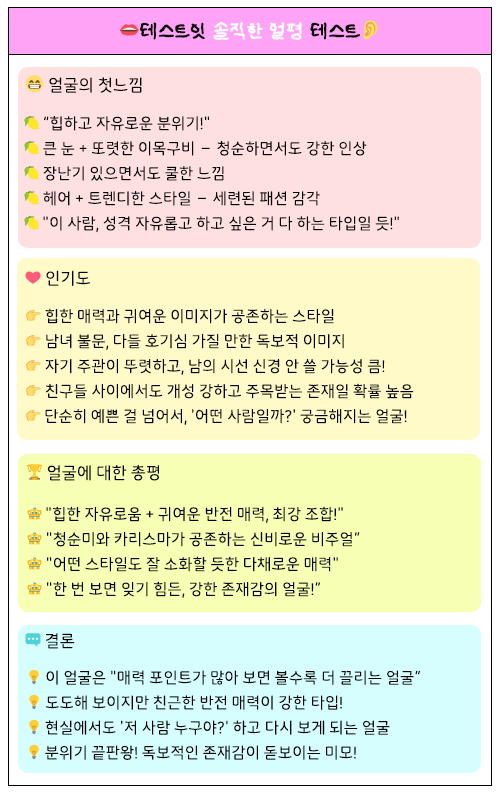 테스트잇 솔직한 얼평 테스트
얼굴의 첫느낌
“힙하고 자유로운 분위기!"
큰 눈 + 또렷한 이목구비 – 청순하면서도 강한 인상
장난기 있으면서도 쿨한 느낌
헤어 + 트렌디한 스타일 – 세련된 패션 감각
"이 사람, 성격 자유롭고 하고 싶은 거 다 하는 타입일 듯!"
인기도
힙한 매력과 귀여운 이미지가 공존하는 스타일
남녀 불문, 다들 호기심 가질 만한 독보적 이미지
자기 주관이 뚜렷하고, 남의 시선 신경 안 쓸 가능성 큼!
친구들 사이에서도 개성 강하고 주목받는 존재일 확률 높음
단순히 예쁜 걸 넘어서, '어떤 사람일까?' 궁금해지는 얼굴!
얼굴에 대한 총평
"힙한 자유로움 + 귀여운 반전 매력, 최강 조합!"
"청순미와 카리스마가 공존하는 신비로운 비주얼”
"어떤 스타일도 잘 소화할 듯한 다채로운 매력"
"한 번 보면 잊기 힘든, 강한 존재감의 얼굴!”
결론
이 얼굴은 "매력 포인트가 많아 보면 볼수록 더 끌리는 얼굴”
도도해 보이지만 친근한 반전 매력이 강한 타입!
현실에서도 '저 사람 누구야?' 하고 다시 보게 되는 얼굴
분위기 끝판왕! 독보적인 존재감이 돋보이는 미모!